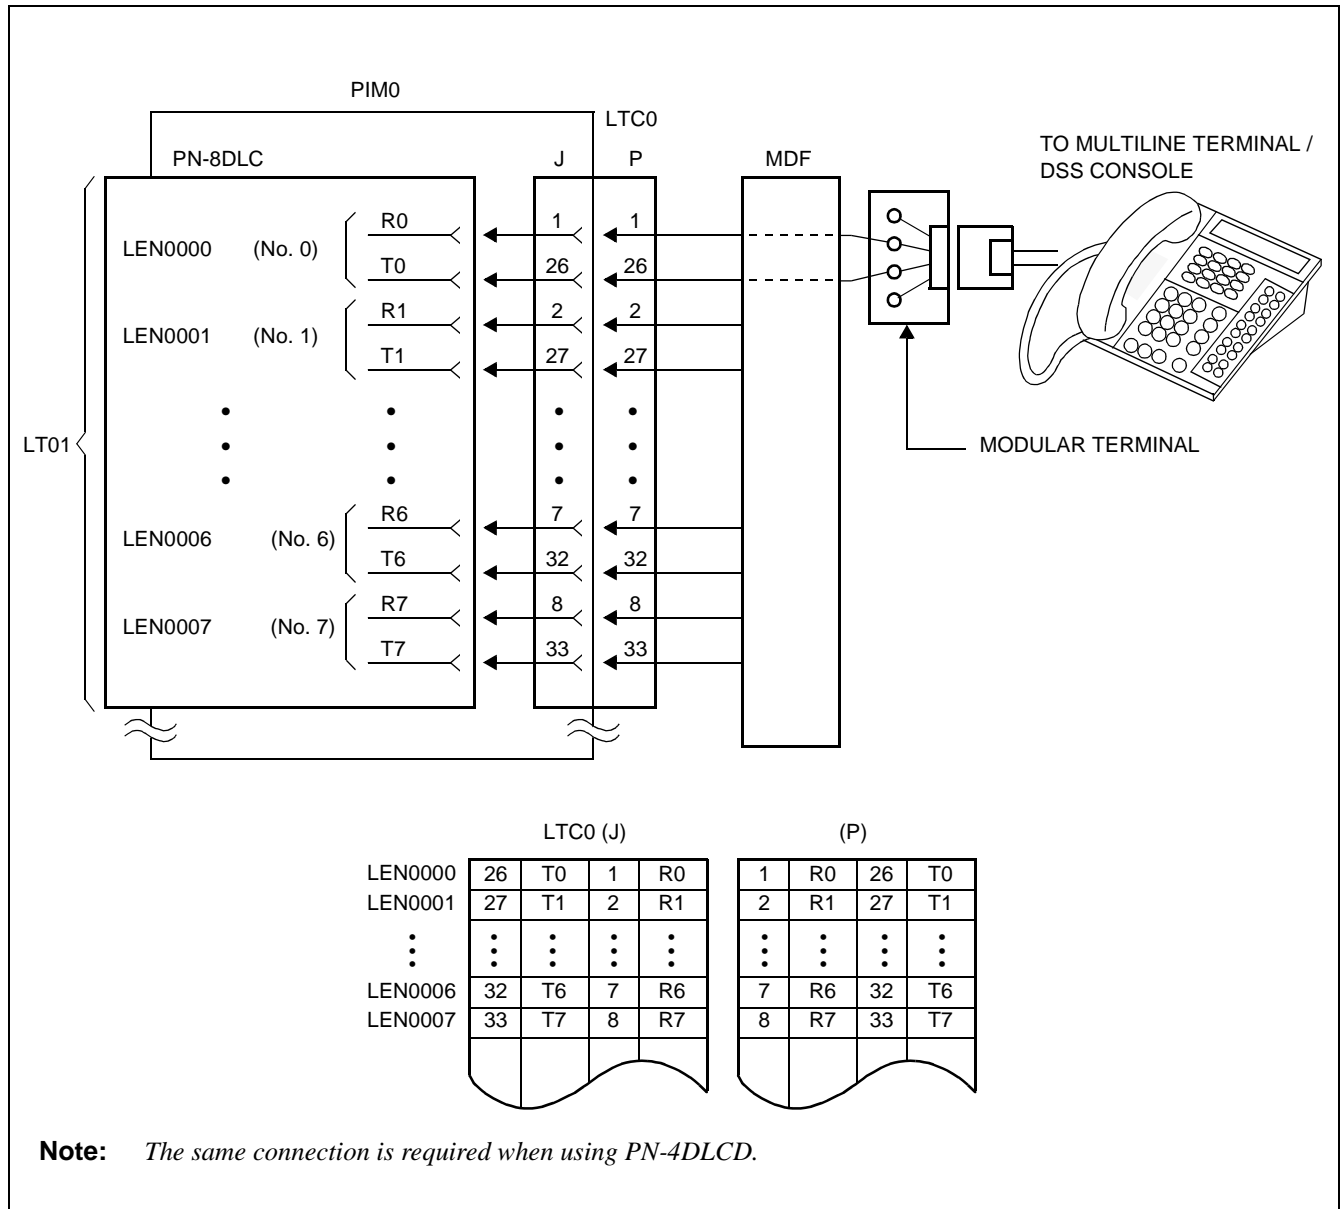 PIM0
LTC0
PN-8DLC J P MDF
TO MULTILINE TERMINAL /
DSS CONSOLE
LEN0000 (No. 0) R0 1 1
T0 26 26
LEN0001 (No. 1) R1 2 2
T1 27 27
LT01
MODULAR TERMINAL
LEN0006 (No. 6) R6 7 7
T6 32 32
LEN0007 (No. 7) R7 8 8
T7 33 33
LTC0 (J) (P)
LEN0000 26 T0 1 R0 1 R0 26 T0
LEN0001 27 T1 2 R1 2 R1 27 T1
LEN0006 32 T6 7 R6 7 R6 32 T6
LEN0007 33 T7 8 R7 8 R7 33 T7
Note: The same connection is required when using PN-4DLCD.